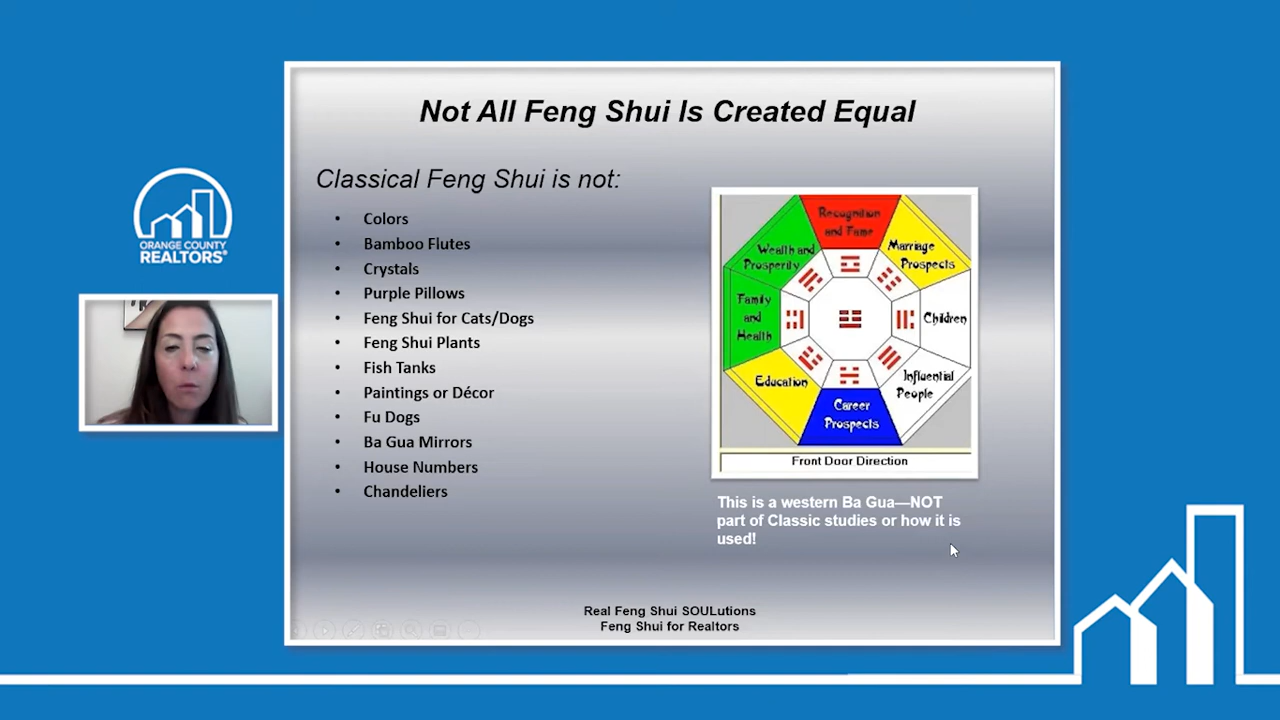 Not All Feng Shui Is Created Equal
Classical Feng Shui is not:
• Colors
• Bamboo Flutes
• Crystals
• Purple Pillows
• Feng Shui for Cats/Dogs
• Feng Shui Plants
• Fish Tanks
• Paintings or Décor
• Fu Dogs
• Ba Gua Mirrors
• House Numbers
• Chandeliers
Recognition
and Fame
Wealth and
Prosperity
Marriage
Prospects
Family
and
Health
Children
Education
Influential
People
Career
Prospects
Front Door Direction
This is a western Ba Gua—NOT
part of Classic studies or how it is
used!
Real Feng Shui SOULutions
Feng Shui for Realtors
ORANGE COUNTY
REALTORS®